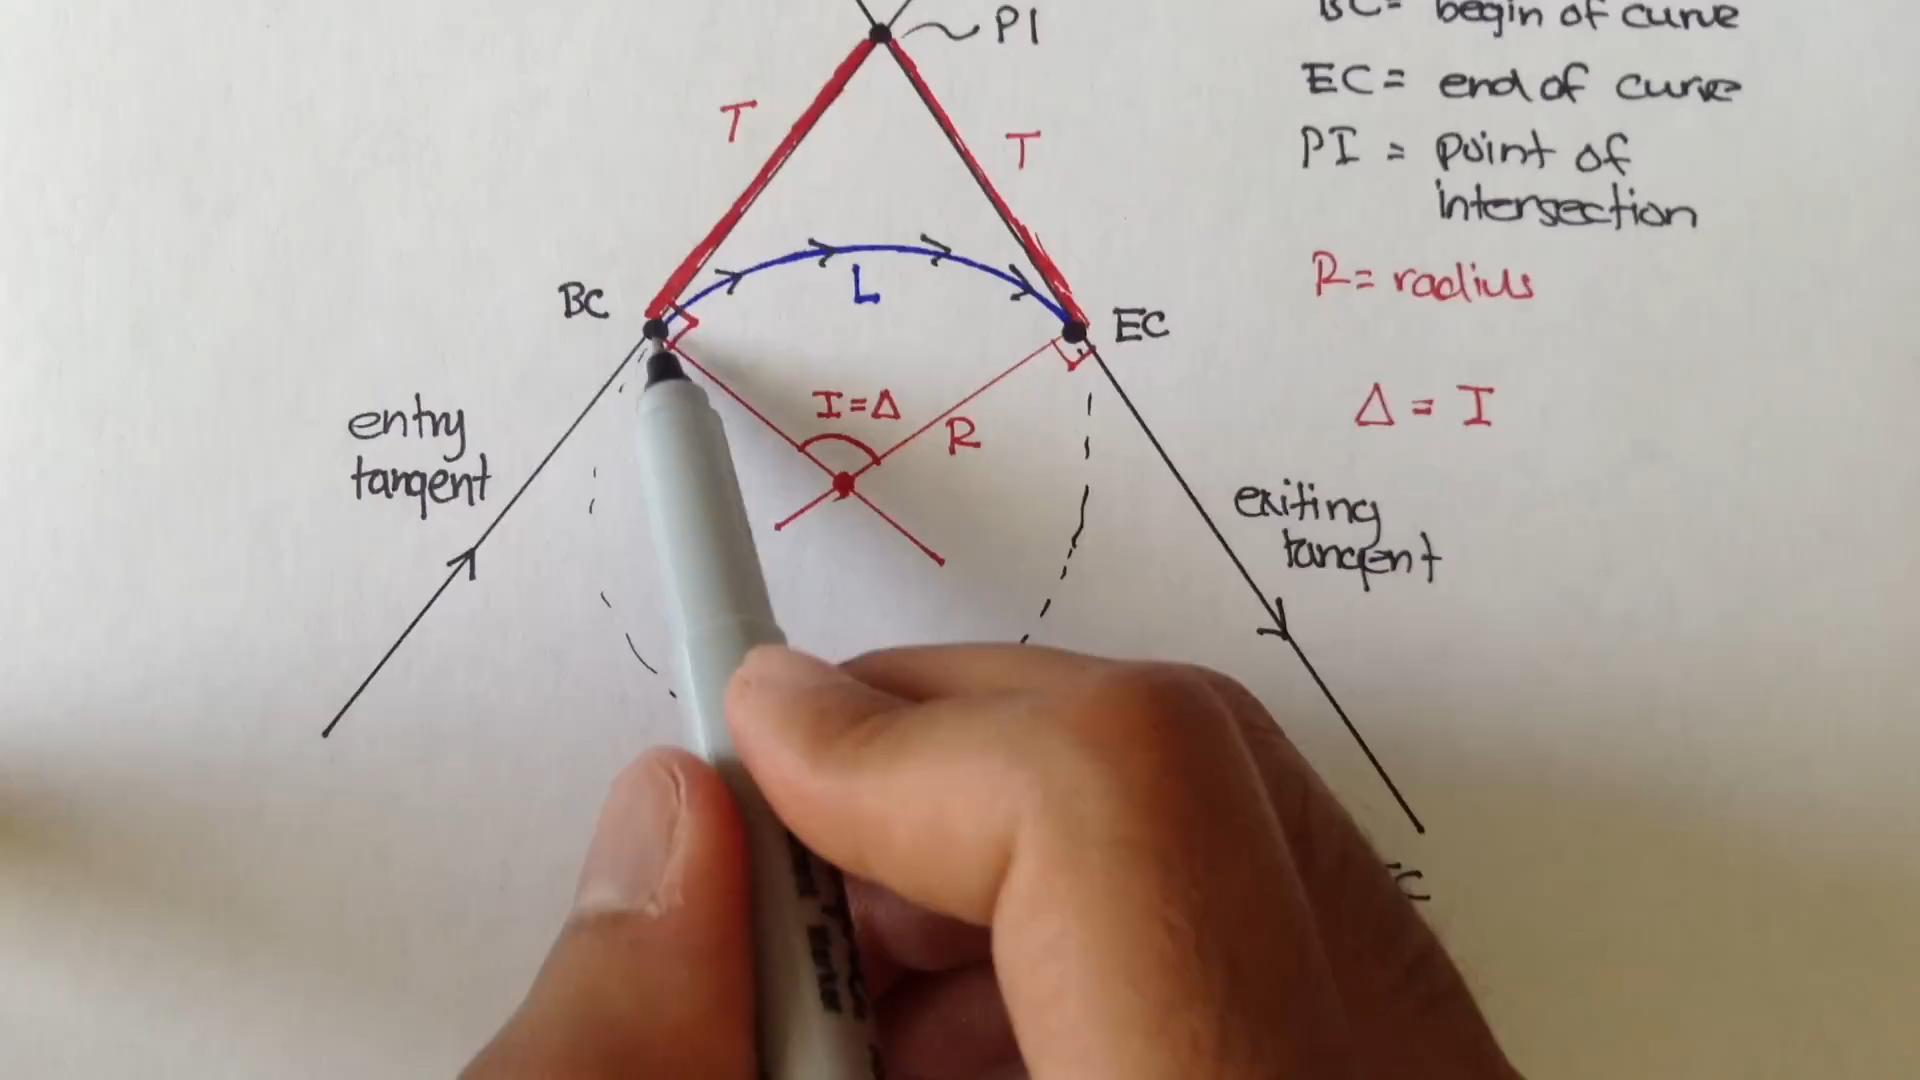 PI
BC= begin of curve
EC= end of curve
PI = point of
intersection
R= radius
Δ = I
T
T
L
BC
EC
I=Δ
R
entry
tangent
exiting
tangent